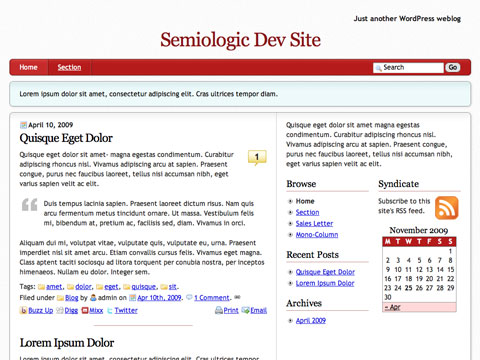 Just another WordPress weblog
Semiologic Dev Site
Home Section
Search Go
Lorem ipsum dolor sit amet, consectetur adipiscing elit. Cras ultrices tempor diam.
April 10, 2009
Quisque Eget Dolor
1
Quisque eget dolor sit amet- magna egestas condimentum. Curabitur
adipiscing rhoncus nisl. Vivamus adipiscing arcu at sapien. Praesent
congue, purus nec faucibus laoreet, tellus nisi accumsan nibh, eget
varius sapien velit ac elit.
Duis tempus lacinia sapien. Praesent laoreet dictum risus. Nam quis
arcu fermentum metus tincidunt ornare. Ut massa. Vestibulum felis
mi, bibendum at, pretium ac, facilisis sed, diam. Vivamus in orci.
Aliquam dui mi, volutpat vitae, vulputate quis, vulputate eu, urna. Praesent
imperdiet nisl sit amet arcu. Etiam convallis cursus felis. Vivamus eget magna.
Class aptent taciti sociosqu ad litora torquent per conubia nostra, per inceptos
himenaeos. Nullam eu dolor. Integer sem.
Tags: amet, dolor, eget, quisque, sit.
Filed under Blog by admin on Apr 10th, 2009. 1 Comment.
Buzz Up Digg Mixx Twitter Print Email
Lorem Ipsum Dolor
Quisque eget dolor sit amet magna egestas condimentum. Curabitur
adipiscing rhoncus nisl. Vivamus adipiscing arcu at sapien. Praesent congue,
purus nec faucibus laoreet, tellus nisi accumsan nibh, eget varius
sapien velit ac elit.
Browse
Home
Section
Sales Letter
Mono-Column
Recent Posts
Quisque Eget Dolor
Lorem Ipsum Dolor
Archives
April 2009
Syndicate
Subscribe to this
site's RSS feed.
November 2009
M T W T F S S
1
2 3 4 5 6 7 8
9 10 11 12 13 14 15
16 17 18 19 20 21 22
23 24 25 26 27 28 29
30
« Apr